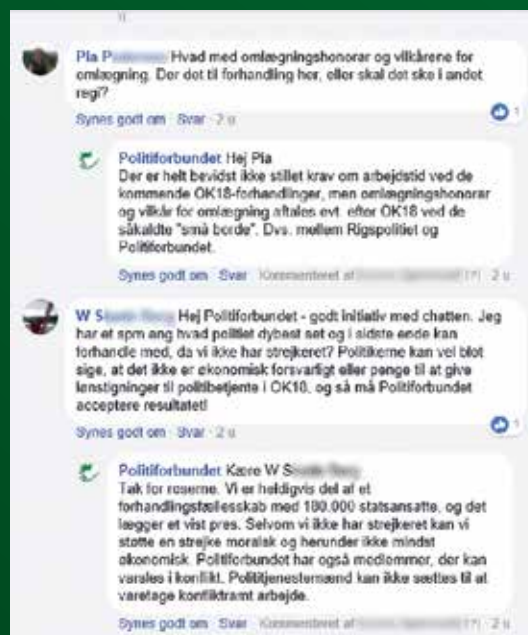 Pia P Hvad med omlægningshonorar og vilkårene for
omlægning. Der det til forhandling her, eller skal det ske i andet
regi?
Synes godt om · Svar · 2 u
1
Politiforbundet Hej Pia
Der er helt bevidst ikke stillet krav om arbejdstid ved de
kommende OK18-forhandlinger, men omlægningshonorar
og vilkår for omlægning aftales evt. efter OK18 ved de
såkaldte "små borde". Dvs. mellem Rigspolitiet og
Politiforbundet.
Synes godt om · Svar · Kommenteret af [?] · 2 u
W S Hej Politiforbundet - godt initiativ med chatten. Jeg
har et spm ang hvad politiet dybest set og i sidste ende kan
forhandle med, da vi ikke har strejkeret? Politikerne kan vel blot
sige, at det ikke er økonomisk forsvarligt eller penge til at give
lønstigninger til politibetjente i OK18, og så må Politiforbundet
acceptere resultatet!
Synes godt om · Svar · 2 u
1
Politiforbundet Kære W S
Tak for roserne. Vi er heldigvis del af et
forhandlingsfællesskab med 180.000 statsansatte, og det
lægger et vist pres. Selvom vi ikke har strejkeret kan vi
støtte en strejke moralsk og herunder ikke mindst
økonomisk. Politiforbundet har også medlemmer, der kan
varsles i konflikt. Polititjenestemænd kan ikke sættes til at
varetage konfliktramt arbejde.
Synes godt om · Svar · Kommenteret af [?] · 2 u